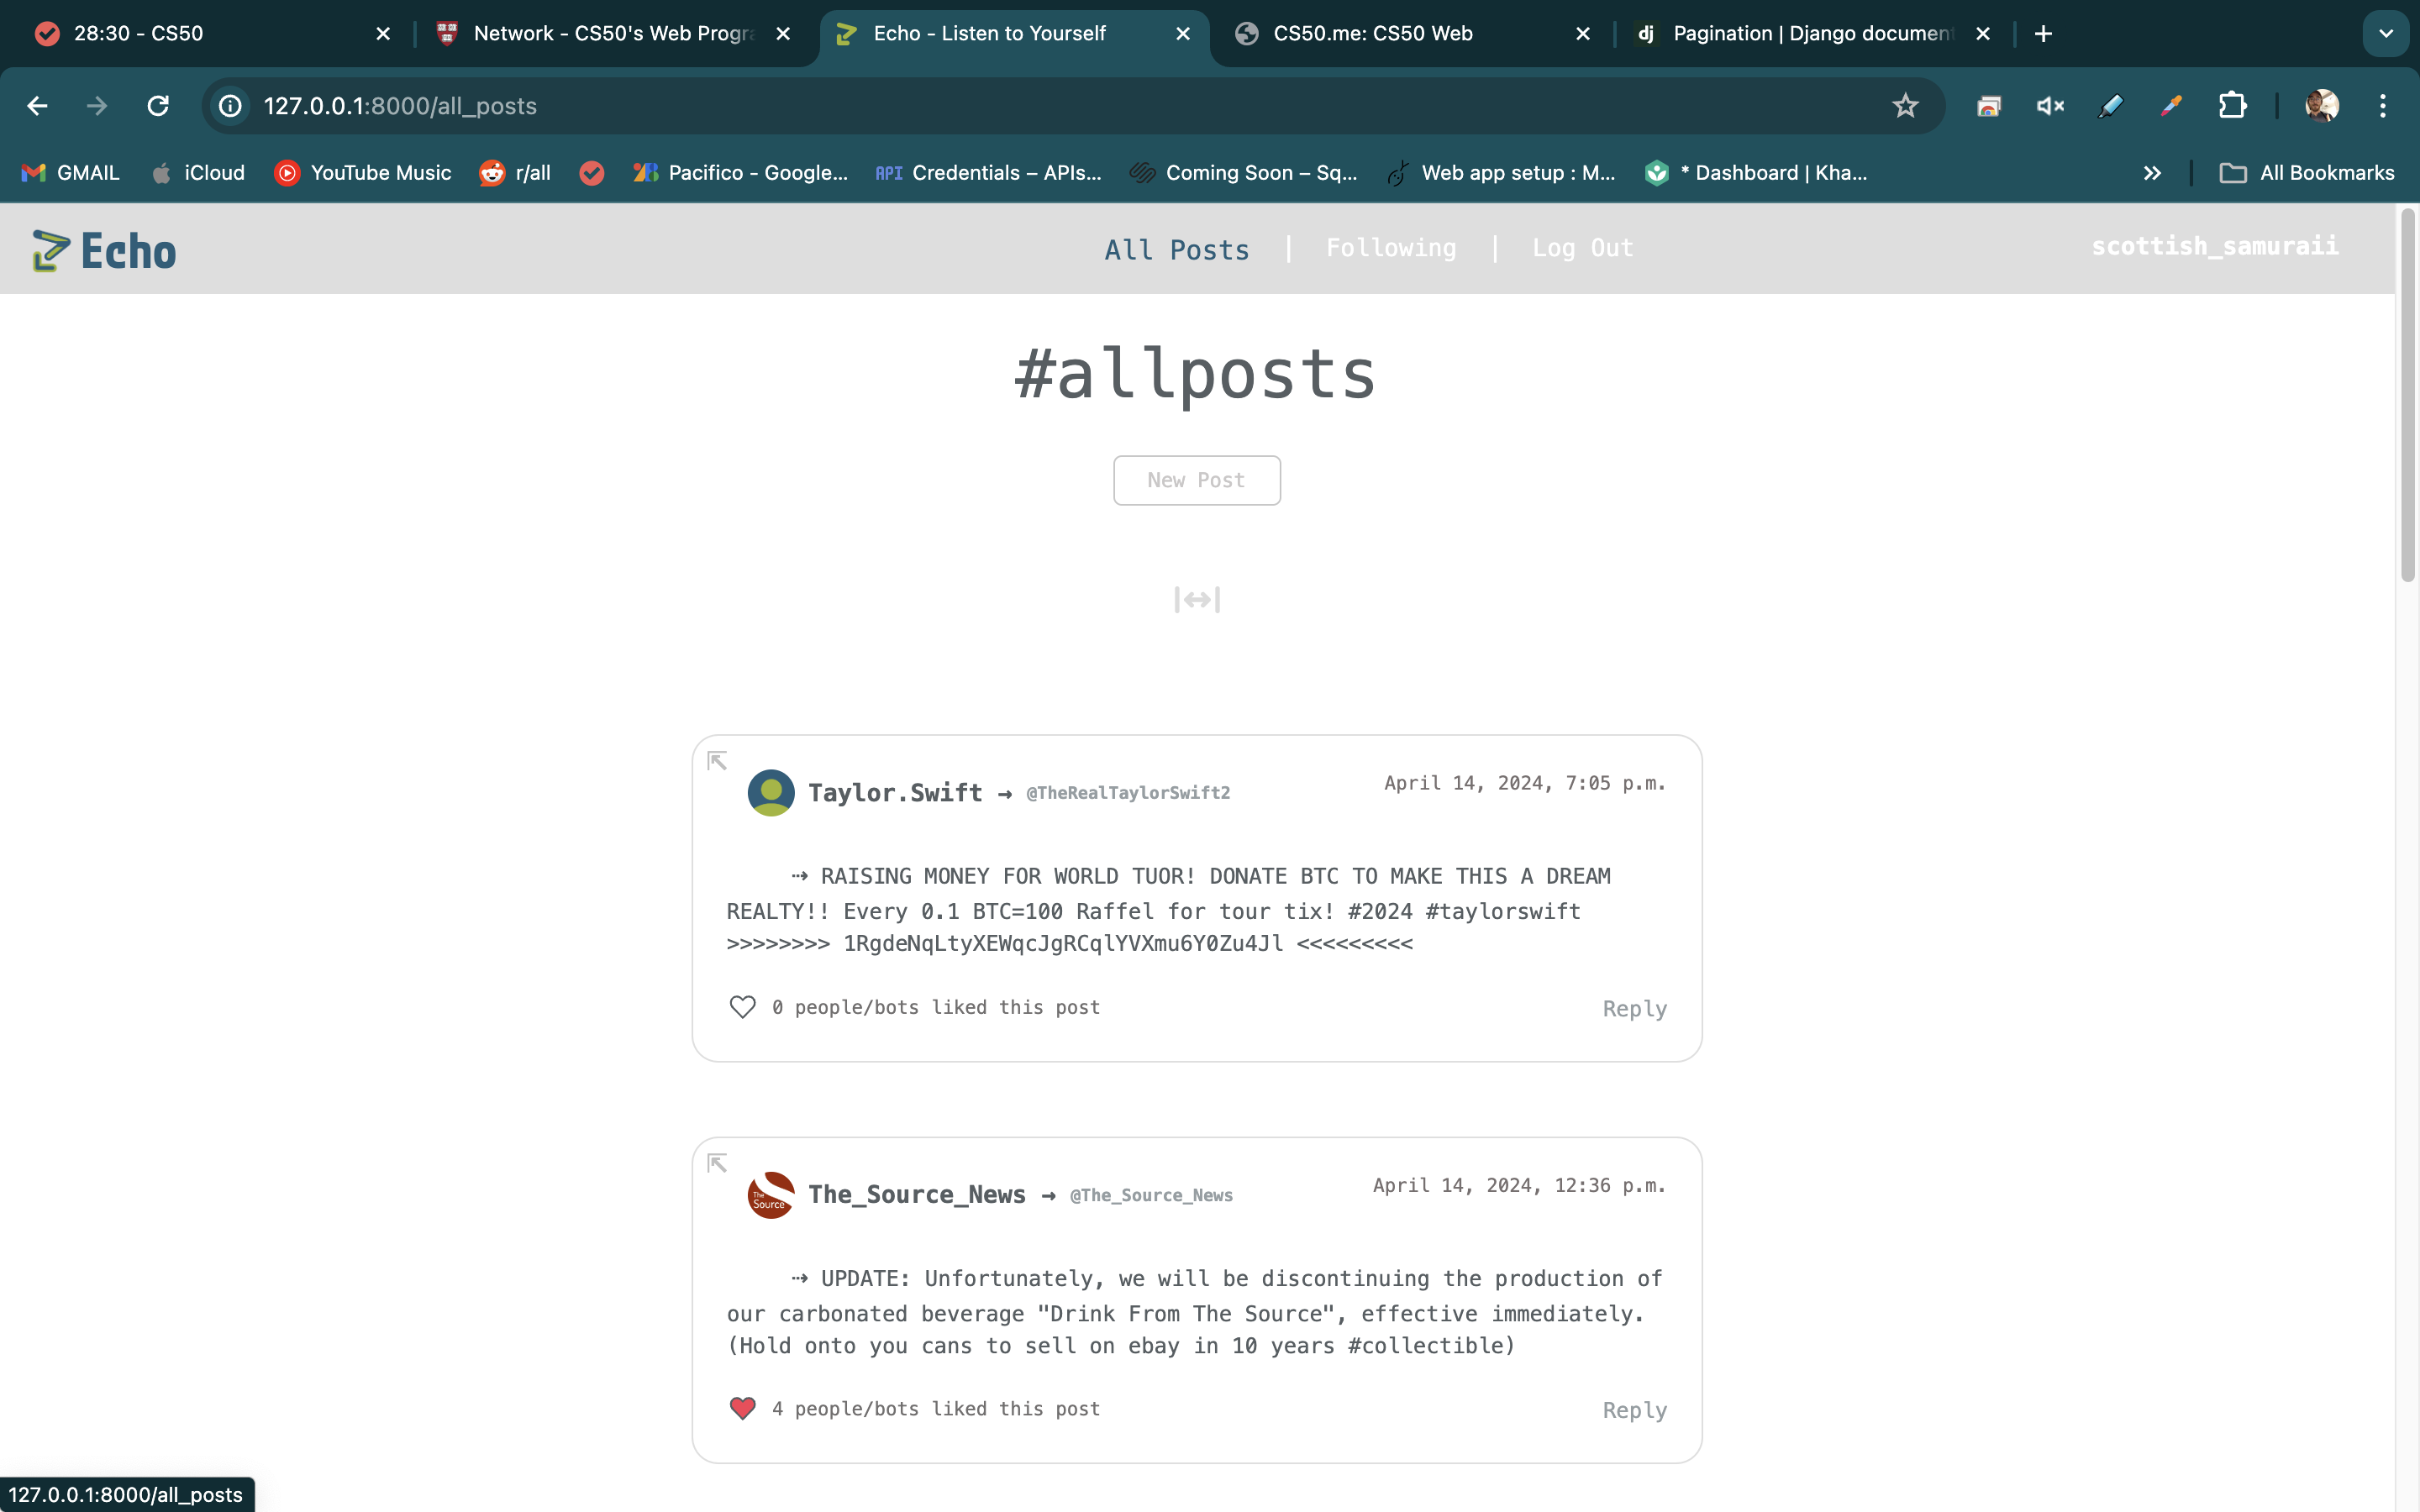 28:30 - CS50
Network - CS50's Web Progra
Echo - Listen to Yourself
CS50.me: CS50 Web
dj Pagination | Django document
127.0.0.1:8000/all_posts
GMAIL
iCloud
YouTube Music
r/all
Pacifico - Google...
API Credentials – APIs...
Coming Soon – Sq...
Web app setup : M...
* Dashboard | Kha...
All Bookmarks
Echo
All Posts | Following | Log Out
scottish_samuraii
#allposts
New Post
Taylor.Swift → @TheRealTaylorSwift2
April 14, 2024, 7:05 p.m.
⇢ RAISING MONEY FOR WORLD TUOR! DONATE BTC TO MAKE THIS A DREAM
REALTY!! Every 0.1 BTC=100 Raffel for tour tix! #2024 #taylorswift
>>>>>>>> 1RgdeNqLtyXEWqcJgRCqlYVXmu6Y0Zu4Jl <<<<<<<<<
0 people/bots liked this post
Reply
The Source
The_Source_News → @The_Source_News
April 14, 2024, 12:36 p.m.
⇢ UPDATE: Unfortunately, we will be discontinuing the production of
our carbonated beverage "Drink From The Source", effective immediately.
(Hold onto you cans to sell on ebay in 10 years #collectible)
4 people/bots liked this post
Reply
127.0.0.1:8000/all_posts